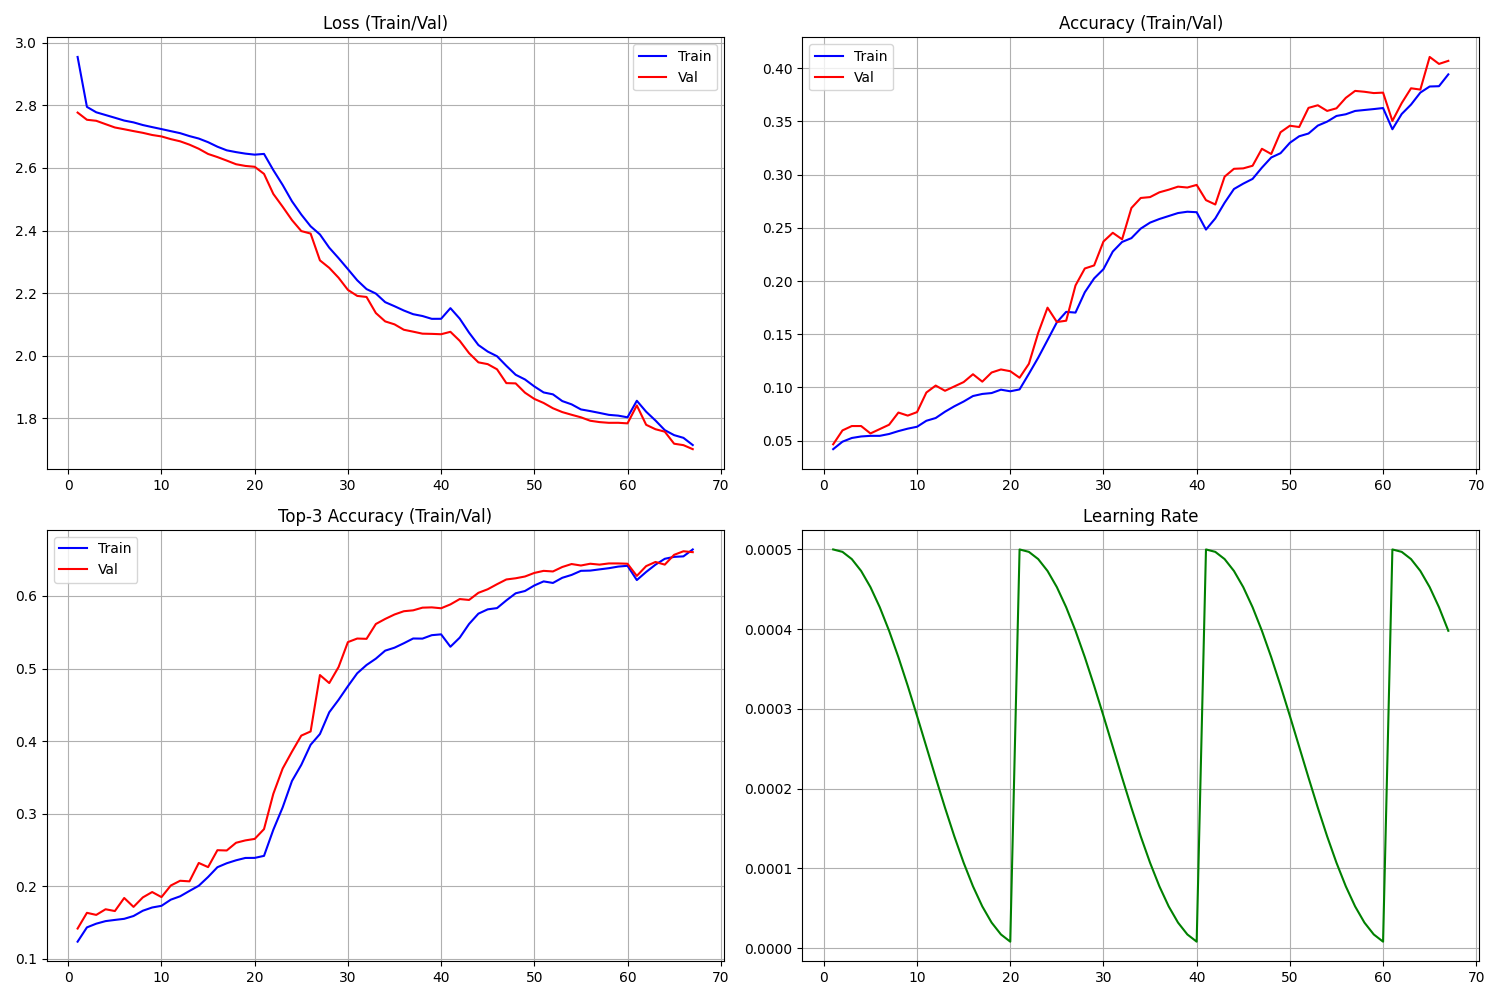 Loss (Train/Val)
Train
Val
3.0
2.8
2.6
2.4
2.2
2.0
1.8
0 10 20 30 40 50 60 70
Accuracy (Train/Val)
Train
Val
0.40
0.35
0.30
0.25
0.20
0.15
0.10
0.05
0 10 20 30 40 50 60 70
Top-3 Accuracy (Train/Val)
Train
Val
0.6
0.5
0.4
0.3
0.2
0.1
0 10 20 30 40 50 60 70
Learning Rate
0.0005
0.0004
0.0003
0.0002
0.0001
0.0000
0 10 20 30 40 50 60 70